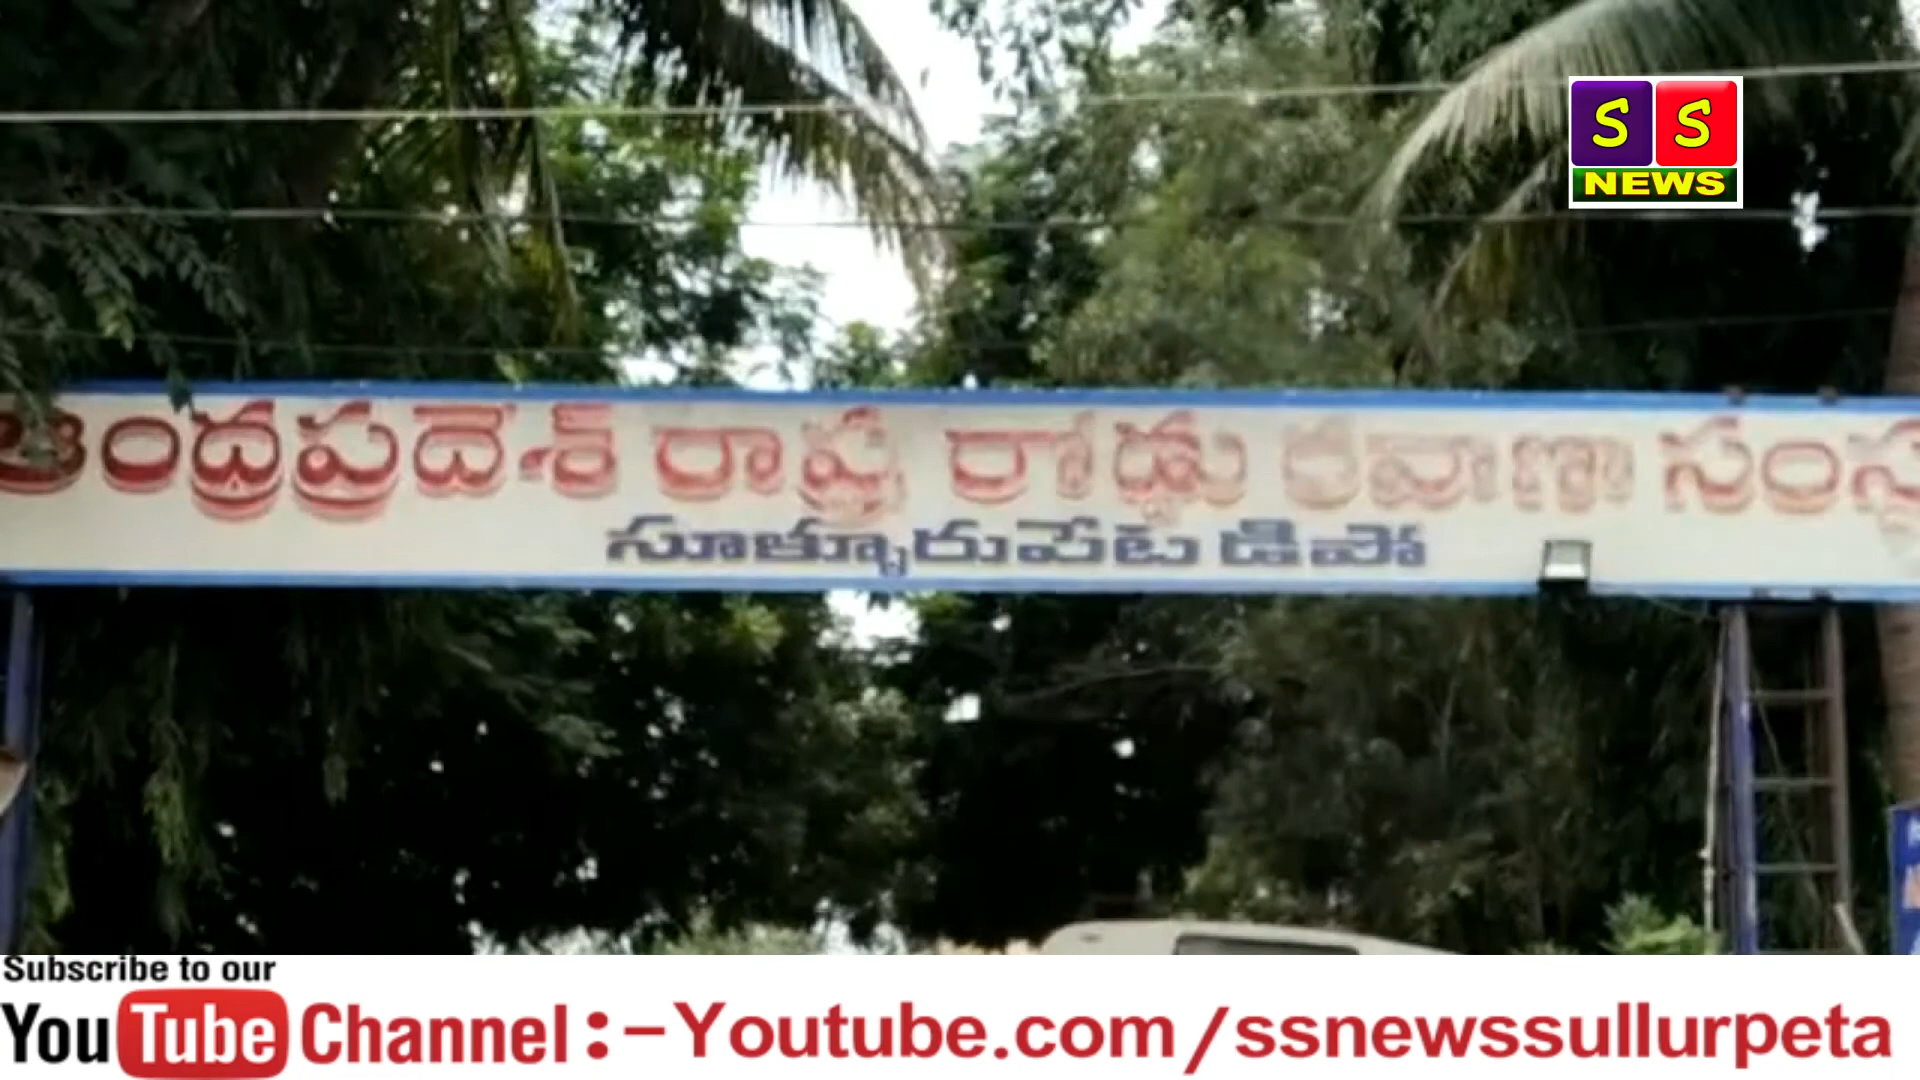 S S
NEWS
ఆంధ్రప్రదేశ్ రాష్ట్ర రోడ్డు రవాణా సంస్థ
సూళ్ళూరుపేట డిపో
Subscribe to our
YouTube Channel :-Youtube.com/ssnewssullurpeta